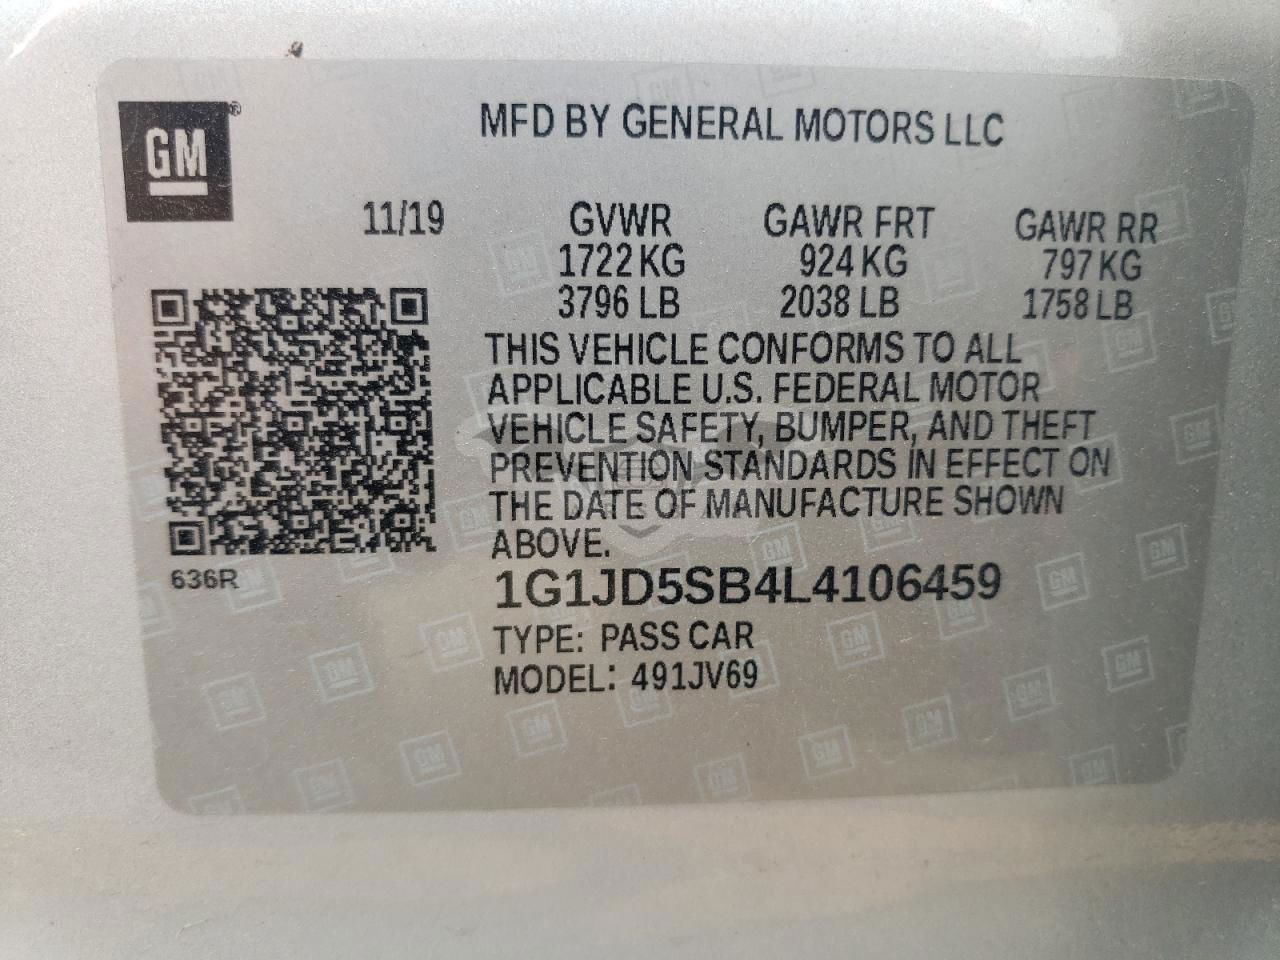 GM®
MFD BY GENERAL MOTORS LLC
11/19 GVWR GAWR FRT GAWR RR
1722 KG 924 KG 797 KG
3796 LB 2038 LB 1758 LB
THIS VEHICLE CONFORMS TO ALL
APPLICABLE U.S. FEDERAL MOTOR
VEHICLE SAFETY, BUMPER, AND THEFT
PREVENTION STANDARDS IN EFFECT ON
THE DATE OF MANUFACTURE SHOWN
ABOVE.
636R
1G1JD5SB4L4106459
TYPE: PASS CAR
MODEL: 491JV69